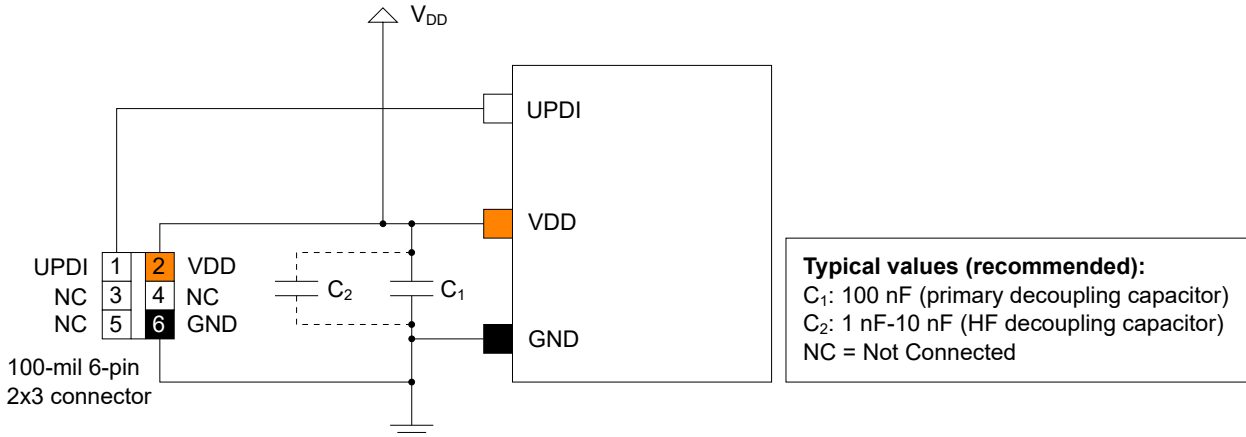 V_DD
UPDI
VDD
UPDI 1 2 VDD
NC 3 4 NC
NC 5 6 GND
C₂ C₁
GND
100-mil 6-pin
2x3 connector
Typical values (recommended):
C₁: 100 nF (primary decoupling capacitor)
C₂: 1 nF-10 nF (HF decoupling capacitor)
NC = Not Connected